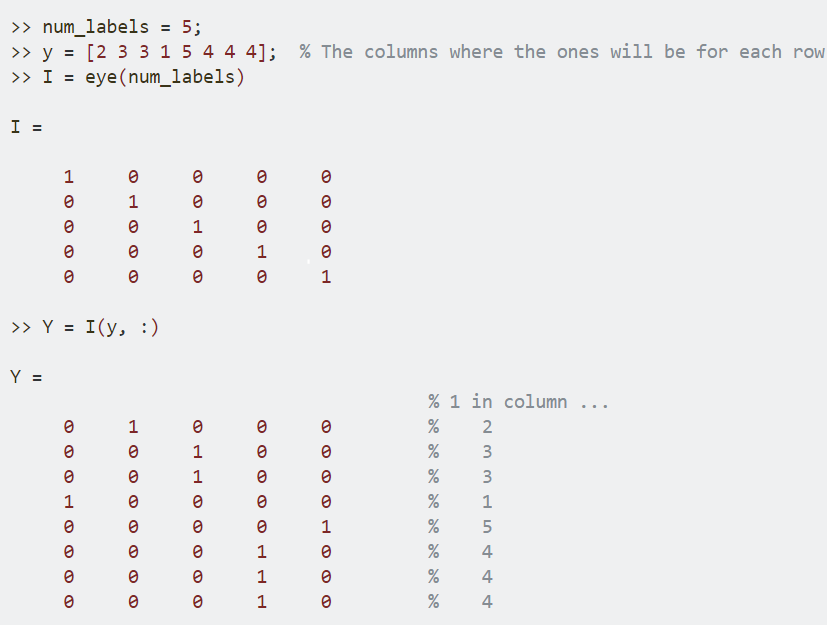 >> num_labels = 5;
>> y = [2 3 3 1 5 4 4 4];  % The columns where the ones will be for each row
>> I = eye(num_labels)
I =
1 0 0 0 0
0 1 0 0 0
0 0 1 0 0
0 0 0 1 0
0 0 0 0 1
>> Y = I(y, :)
Y =
% 1 in column ...
0 1 0 0 0 % 2
0 0 1 0 0 % 3
0 0 1 0 0 % 3
1 0 0 0 0 % 1
0 0 0 0 1 % 5
0 0 0 1 0 % 4
0 0 0 1 0 % 4
0 0 0 1 0 % 4